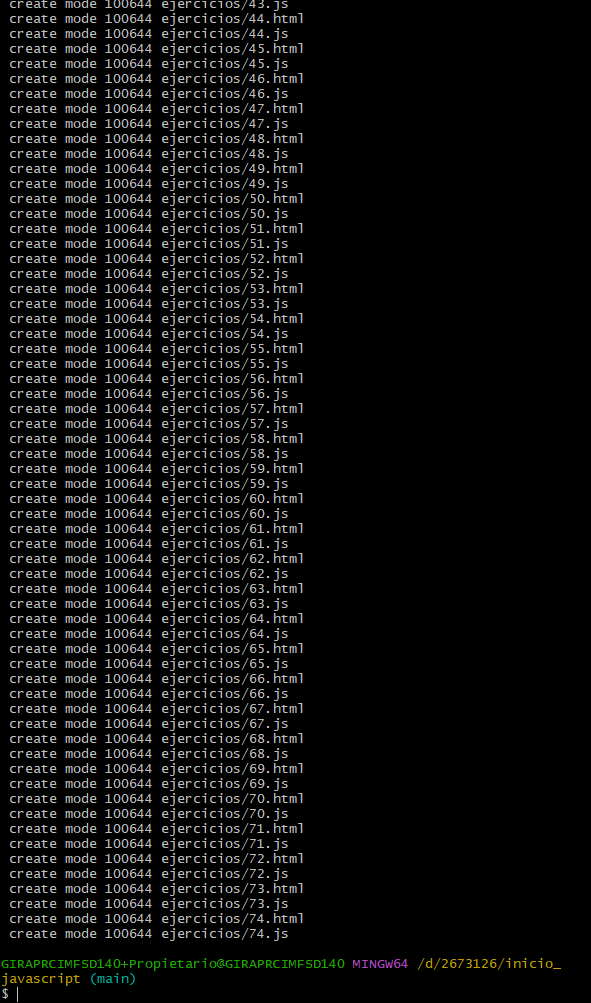 create mode 100644 ejercicios/43.js
create mode 100644 ejercicios/44.html
create mode 100644 ejercicios/44.js
create mode 100644 ejercicios/45.html
create mode 100644 ejercicios/45.js
create mode 100644 ejercicios/46.html
create mode 100644 ejercicios/46.js
create mode 100644 ejercicios/47.html
create mode 100644 ejercicios/47.js
create mode 100644 ejercicios/48.html
create mode 100644 ejercicios/48.js
create mode 100644 ejercicios/49.html
create mode 100644 ejercicios/49.js
create mode 100644 ejercicios/50.html
create mode 100644 ejercicios/50.js
create mode 100644 ejercicios/51.html
create mode 100644 ejercicios/51.js
create mode 100644 ejercicios/52.html
create mode 100644 ejercicios/52.js
create mode 100644 ejercicios/53.html
create mode 100644 ejercicios/53.js
create mode 100644 ejercicios/54.html
create mode 100644 ejercicios/54.js
create mode 100644 ejercicios/55.html
create mode 100644 ejercicios/55.js
create mode 100644 ejercicios/56.html
create mode 100644 ejercicios/56.js
create mode 100644 ejercicios/57.html
create mode 100644 ejercicios/57.js
create mode 100644 ejercicios/58.html
create mode 100644 ejercicios/58.js
create mode 100644 ejercicios/59.html
create mode 100644 ejercicios/59.js
create mode 100644 ejercicios/60.html
create mode 100644 ejercicios/60.js
create mode 100644 ejercicios/61.html
create mode 100644 ejercicios/61.js
create mode 100644 ejercicios/62.html
create mode 100644 ejercicios/62.js
create mode 100644 ejercicios/63.html
create mode 100644 ejercicios/63.js
create mode 100644 ejercicios/64.html
create mode 100644 ejercicios/64.js
create mode 100644 ejercicios/65.html
create mode 100644 ejercicios/65.js
create mode 100644 ejercicios/66.html
create mode 100644 ejercicios/66.js
create mode 100644 ejercicios/67.html
create mode 100644 ejercicios/67.js
create mode 100644 ejercicios/68.html
create mode 100644 ejercicios/68.js
create mode 100644 ejercicios/69.html
create mode 100644 ejercicios/69.js
create mode 100644 ejercicios/70.html
create mode 100644 ejercicios/70.js
create mode 100644 ejercicios/71.html
create mode 100644 ejercicios/71.js
create mode 100644 ejercicios/72.html
create mode 100644 ejercicios/72.js
create mode 100644 ejercicios/73.html
create mode 100644 ejercicios/73.js
create mode 100644 ejercicios/74.html
create mode 100644 ejercicios/74.js
GIRAPRCIMFSD140+Propietario@GIRAPRCIMFSD140 MINGW64 /d/2673126/inicio_
javascript (main)
$